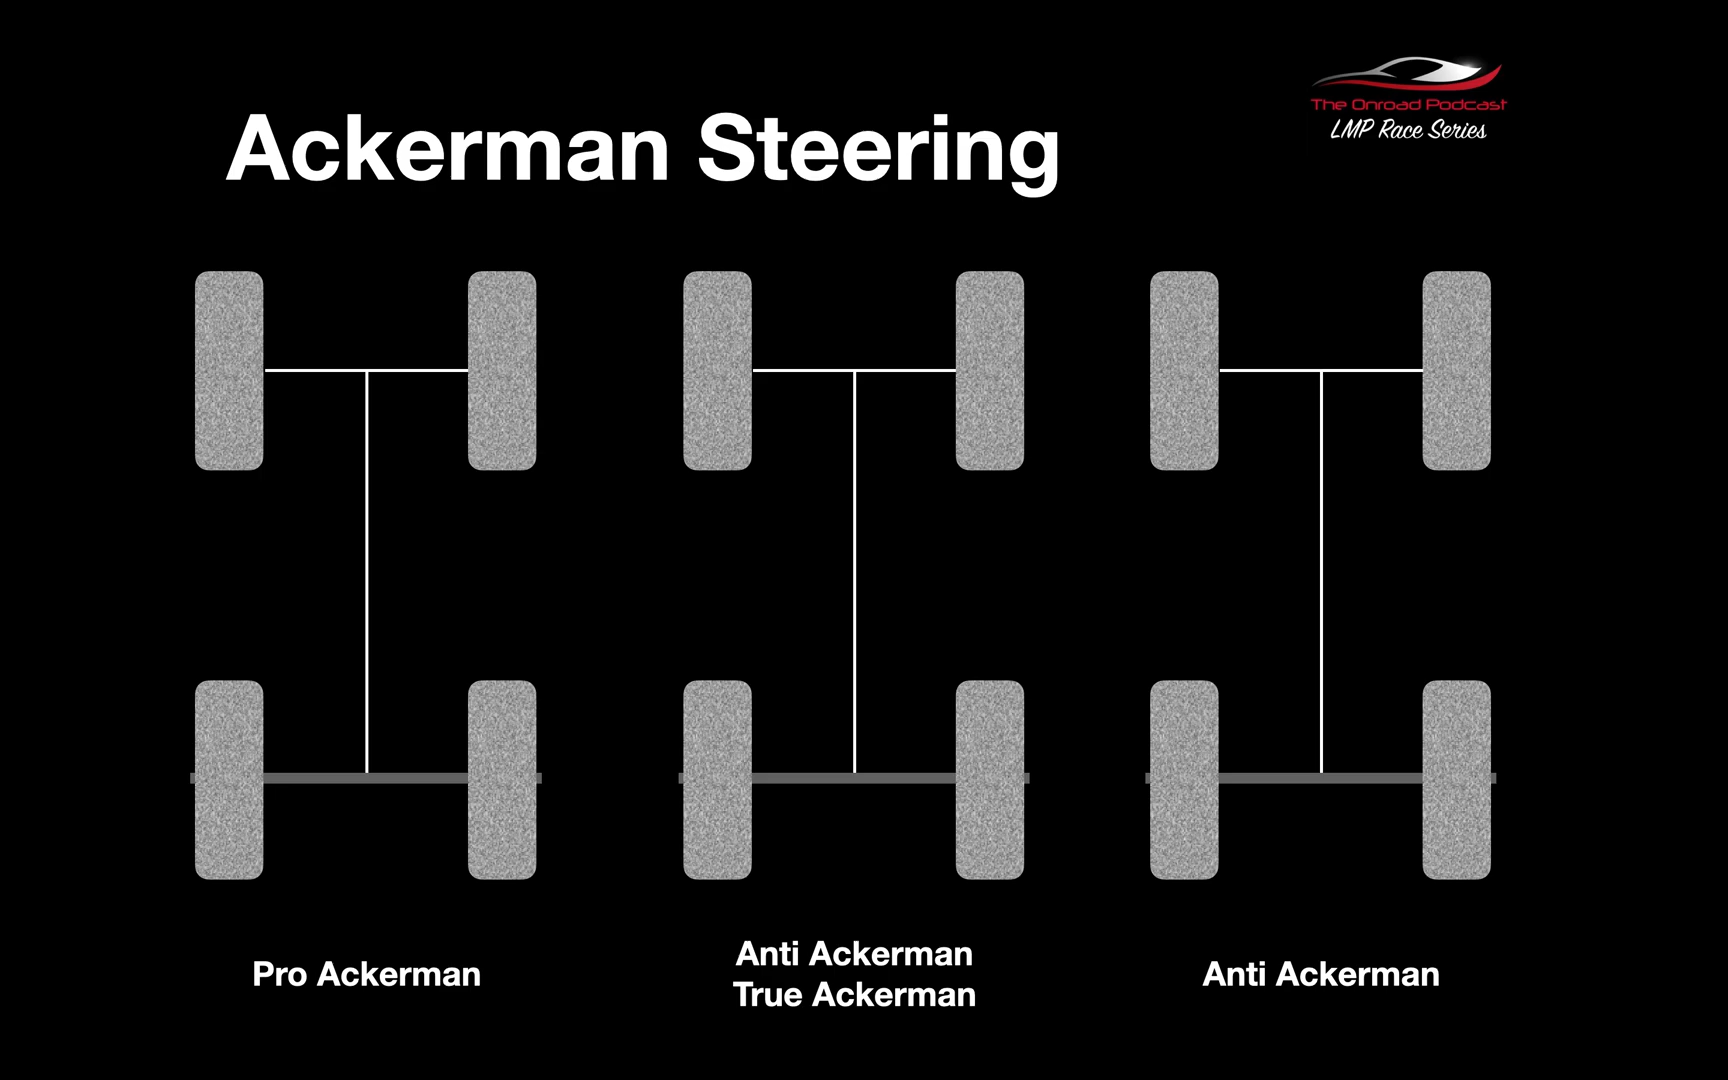 The Onroad Podcast
LMP Race Series
Ackerman Steering
Pro Ackerman
Anti Ackerman
True Ackerman
Anti Ackerman